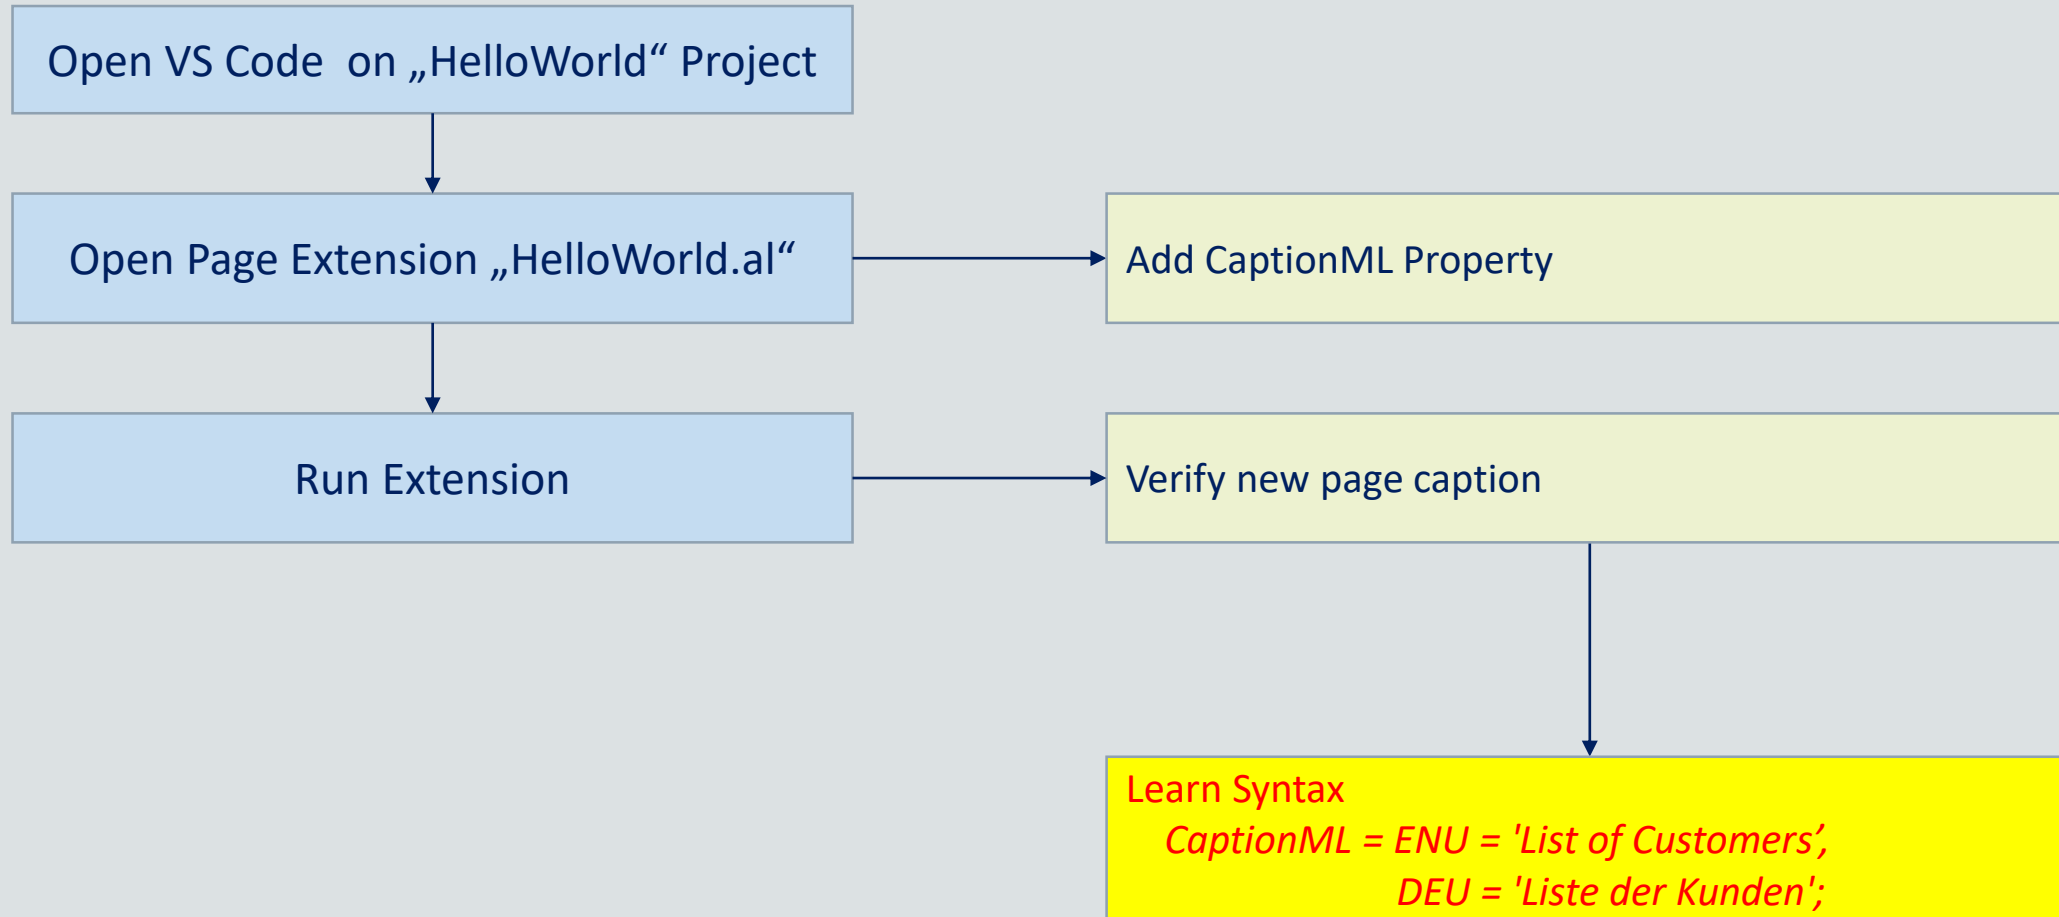 Open VS Code  on „HelloWorld“ Project
Open Page Extension „HelloWorld.al“
Add CaptionML Property
Run Extension
Verify new page caption
Learn Syntax
CaptionML = ENU = 'List of Customers’,
DEU = 'Liste der Kunden';